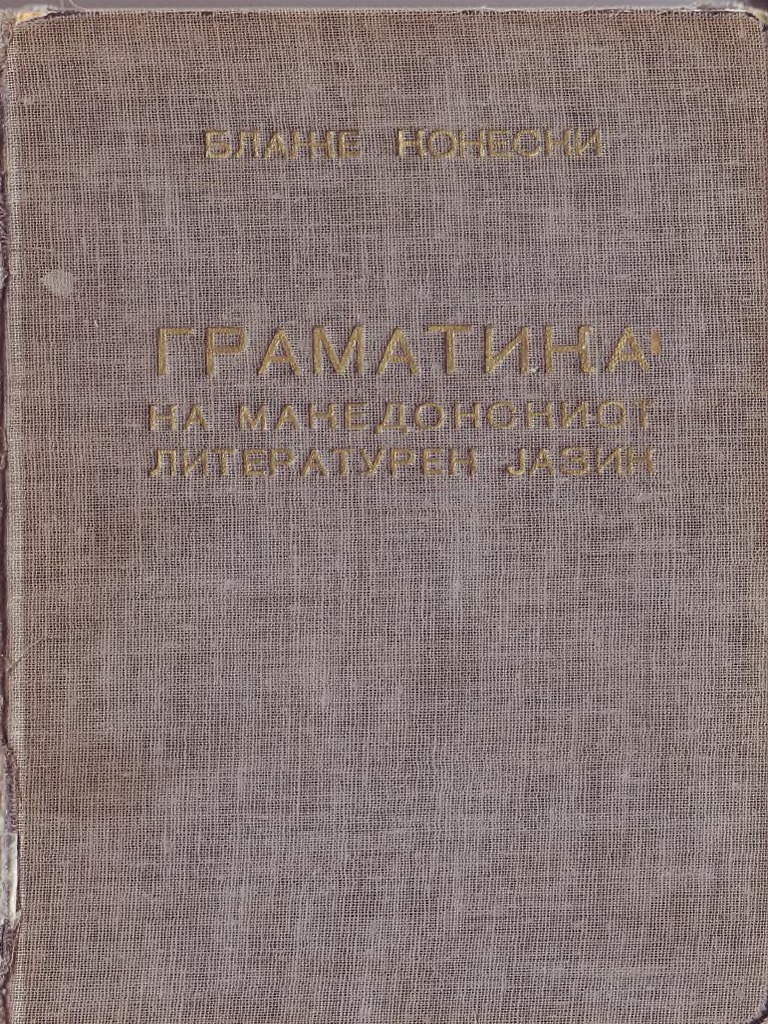 БЛАЖЕ КОНЕСКИ
ГРАМАТИКА
НА МАКЕДОНСКИОТ
ЛИТЕРАТУРЕН ЈАЗИК